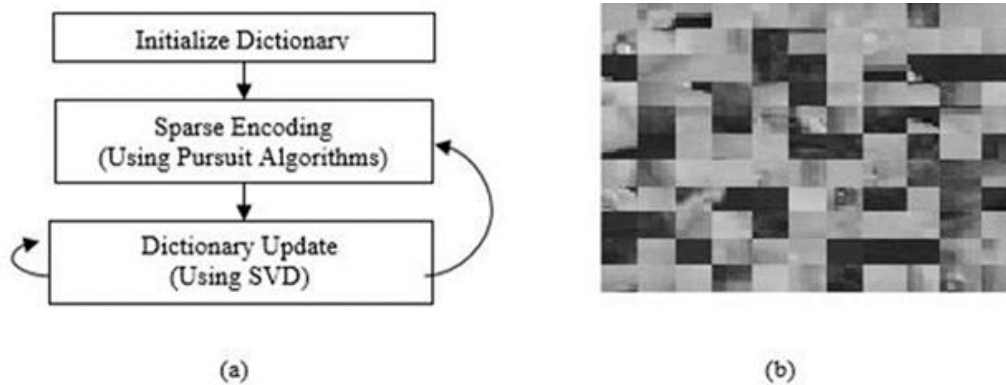 Initialize Dictionary
Sparse Encoding
(Using Pursuit Algorithms)
Dictionary Update
(Using SVD)
(a)
(b)